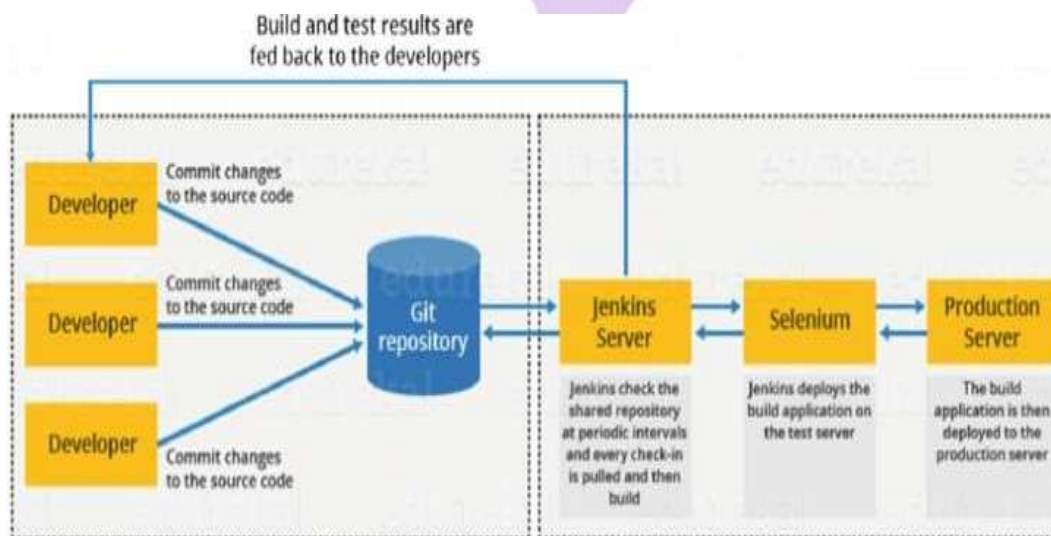 Build and test results are
fed back to the developers
Developer
Commit changes
to the source code
Developer
Commit changes
to the source code
Developer
Commit changes
to the source code
Git
repository
Jenkins
Server
Jenkins check the
shared repository
at periodic intervals
and every check-in
is pulled and then
build
Selenium
Jenkins deploys the
build application on
the test server
Production
Server
The build
application is then
deployed to the
production server